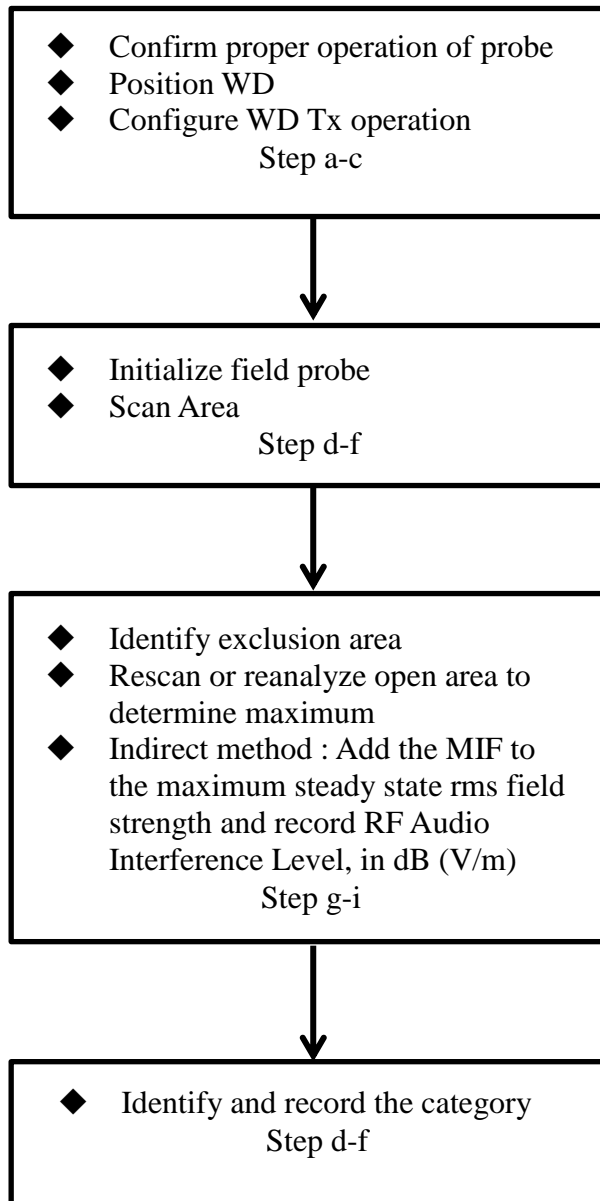 ◆ Confirm proper operation of probe
◆ Position WD
◆ Configure WD Tx operation
Step a-c
◆ Initialize field probe
◆ Scan Area
Step d-f
◆ Identify exclusion area
◆ Rescan or reanalyze open area to
determine maximum
◆ Indirect method : Add the MIF to
the maximum steady state rms field
strength and record RF Audio
Interference Level, in dB (V/m)
Step g-i
◆ Identify and record the category
Step d-f